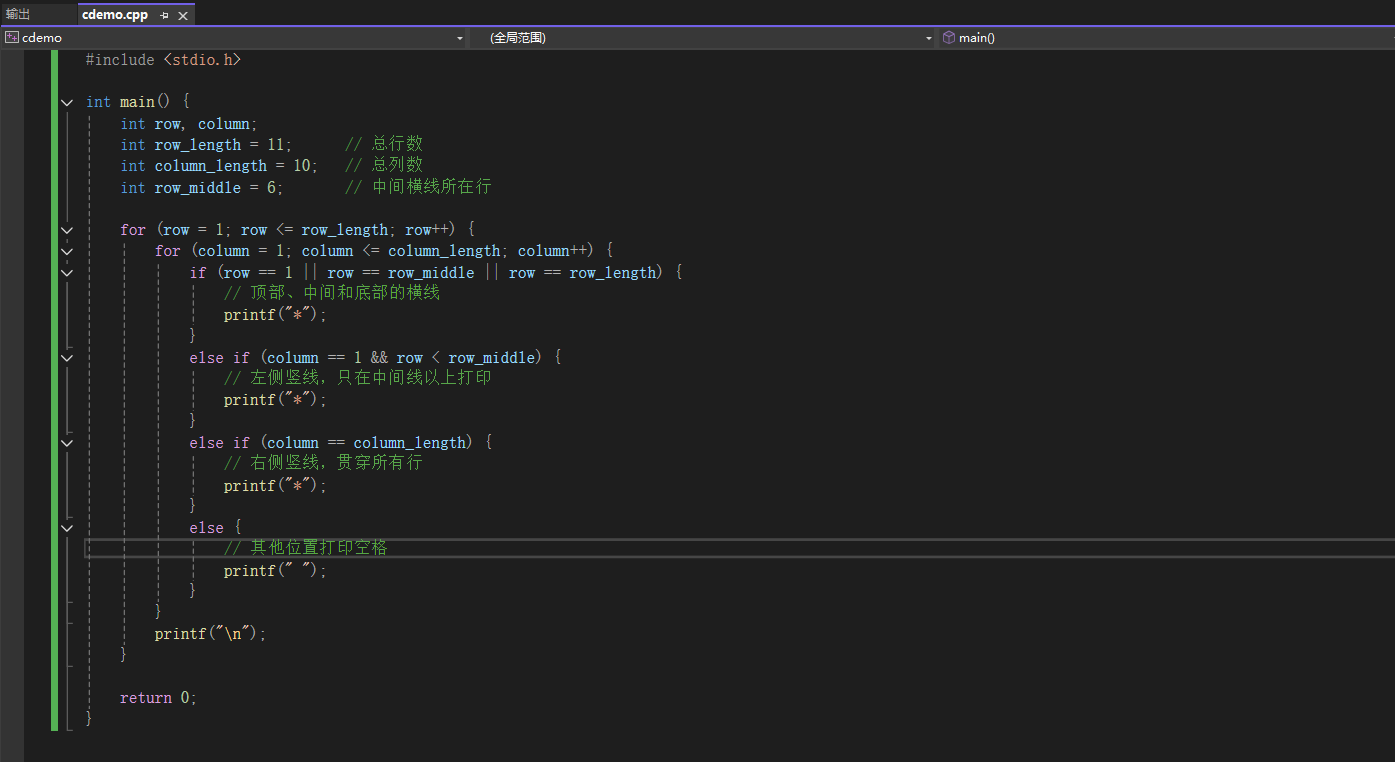 输出
cdemo.cpp
cdemo
(全局范围)
main()
#include <stdio.h>
int main() {
    int row, column;
    int row_length = 11;      // 总行数
    int column_length = 10;   // 总列数
    int row_middle = 6;       // 中间横线所在行
    for (row = 1; row <= row_length; row++) {
        for (column = 1; column <= column_length; column++) {
            if (row == 1 || row == row_middle || row == row_length) {
                // 顶部、中间和底部的横线
                printf("*");
            }
            else if (column == 1 && row < row_middle) {
                // 左侧竖线，只在中间线以上打印
                printf("*");
            }
            else if (column == column_length) {
                // 右侧竖线，贯穿所有行
                printf("*");
            }
            else {
                // 其他位置打印空格
                printf(" ");
            }
        }
        printf("\n");
    }
    return 0;
}